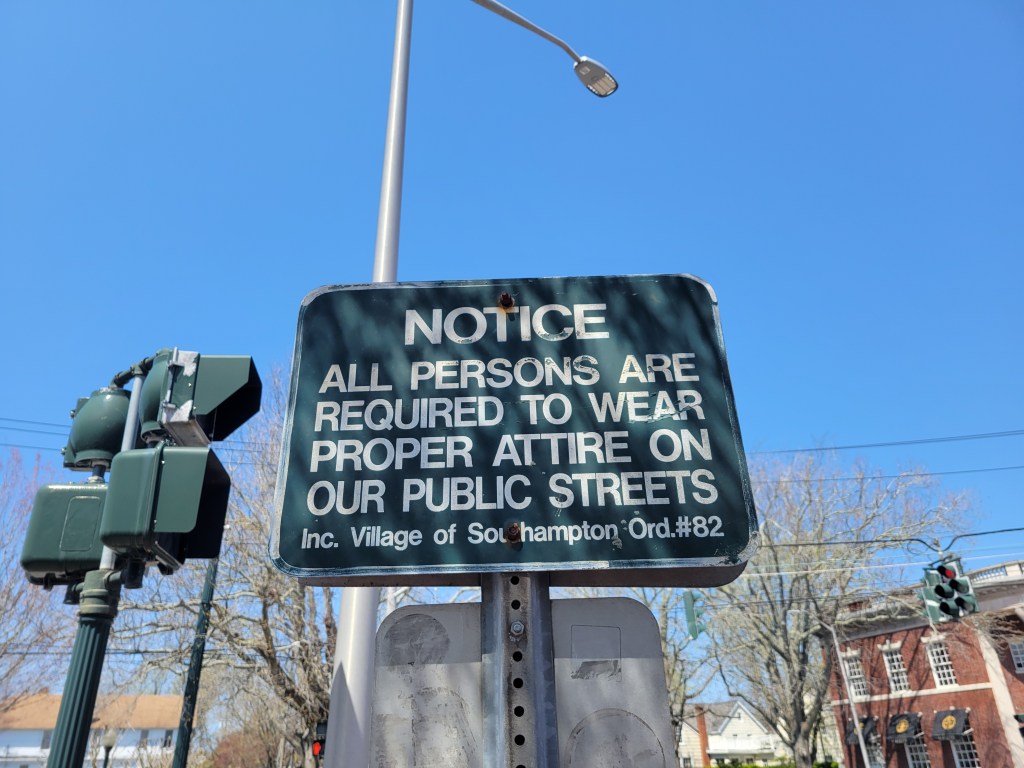 NOTICE
ALL PERSONS ARE
REQUIRED TO WEAR
PROPER ATTIRE ON
OUR PUBLIC STREETS
Inc. Village of Southampton Ord.#82